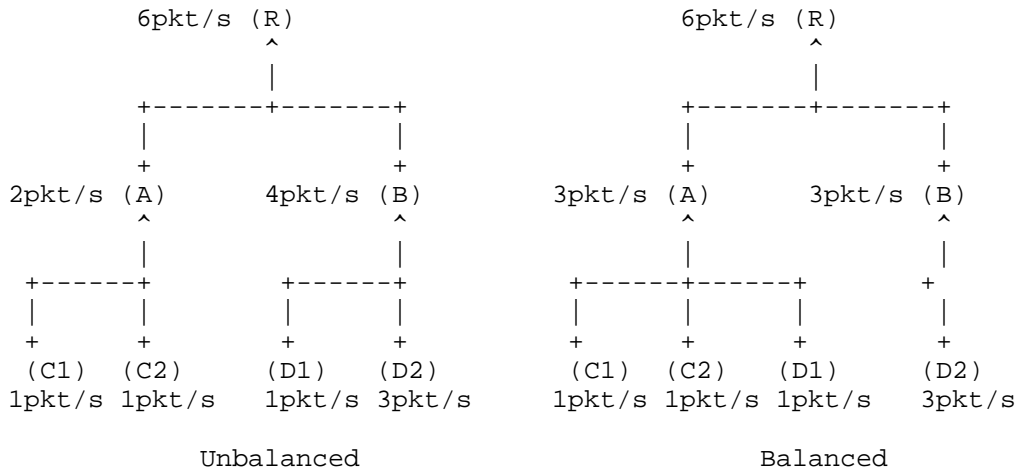 6pkt/s (R) 6pkt/s (R)
^ ^
| |
+-------+-------+ +-------+-------+
| | | |
+ + + +
2pkt/s (A) 4pkt/s (B) 3pkt/s (A) 3pkt/s (B)
^ ^ ^ ^
| | | |
+------+ +------+ +------+------+ +
| | | | | | | |
+ + + + + + + +
(C1) (C2) (D1) (D2) (C1) (C2) (D1) (D2)
1pkt/s 1pkt/s 1pkt/s 3pkt/s 1pkt/s 1pkt/s 1pkt/s 3pkt/s
Unbalanced Balanced